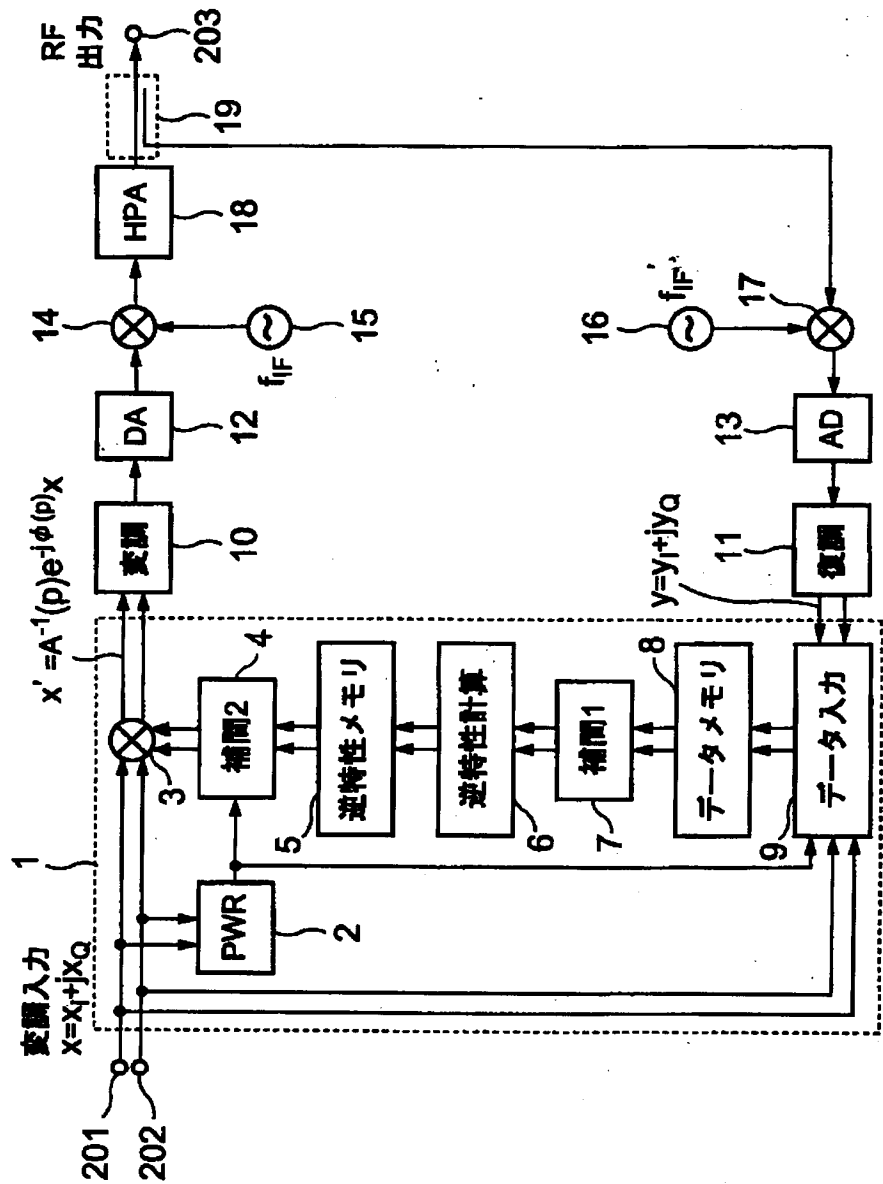 変調入力
x=x_I+jx_Q
201
202
1
PWR
2
3
補間2
4
逆特性メモリ
5
逆特性計算
6
補間1
7
データメモリ
8
データ入力
9
x'=A⁻¹(p)e^-jφ(p)x
変調
10
DA
12
14
f_IF
15
HPA
18
19
RF
出力
203
y=y_I+jy_Q
復調
11
AD
13
16
f_IF'
17